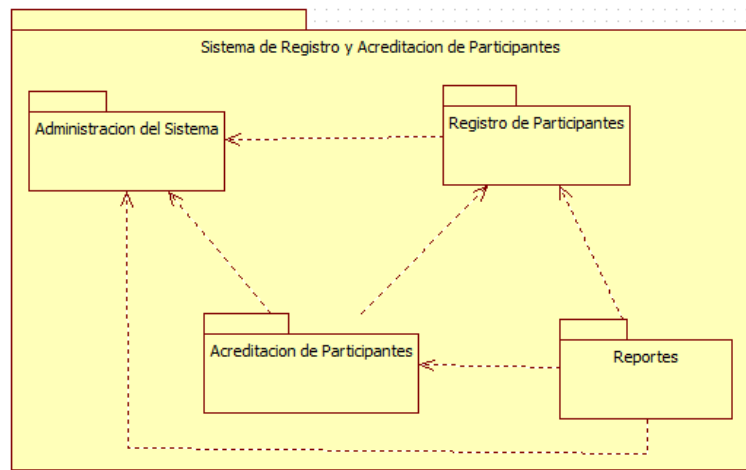 Sistema de Registro y Acreditacion de Participantes
Administracion del Sistema
Registro de Participantes
Acreditacion de Participantes
Reportes